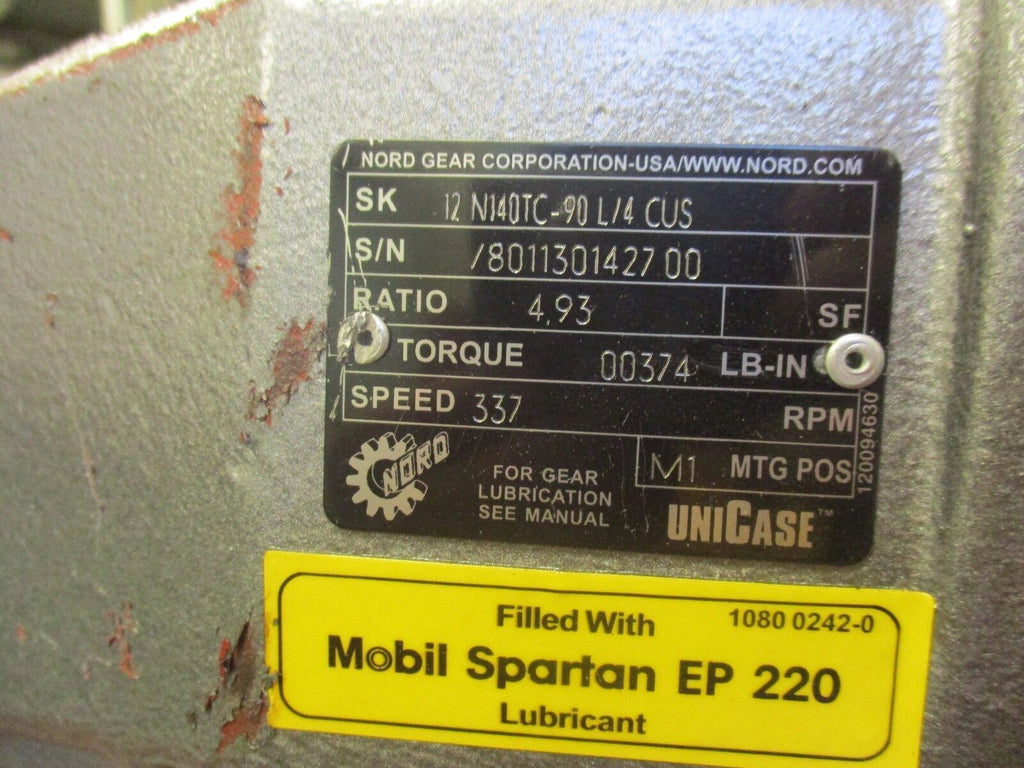 NORD GEAR CORPORATION-USA/WWW.NORD.COM
SK 12 N140TC-90 L/4 CUS
S/N /8011301427 00
RATIO 4,93 SF
TORQUE 00374 LB-IN
SPEED 337 RPM
M1 MTG POS
120094630
NORD
FOR GEAR
LUBRICATION
SEE MANUAL
UNICASE™
Filled With 1080 0242-0
Mobil Spartan EP 220
Lubricant